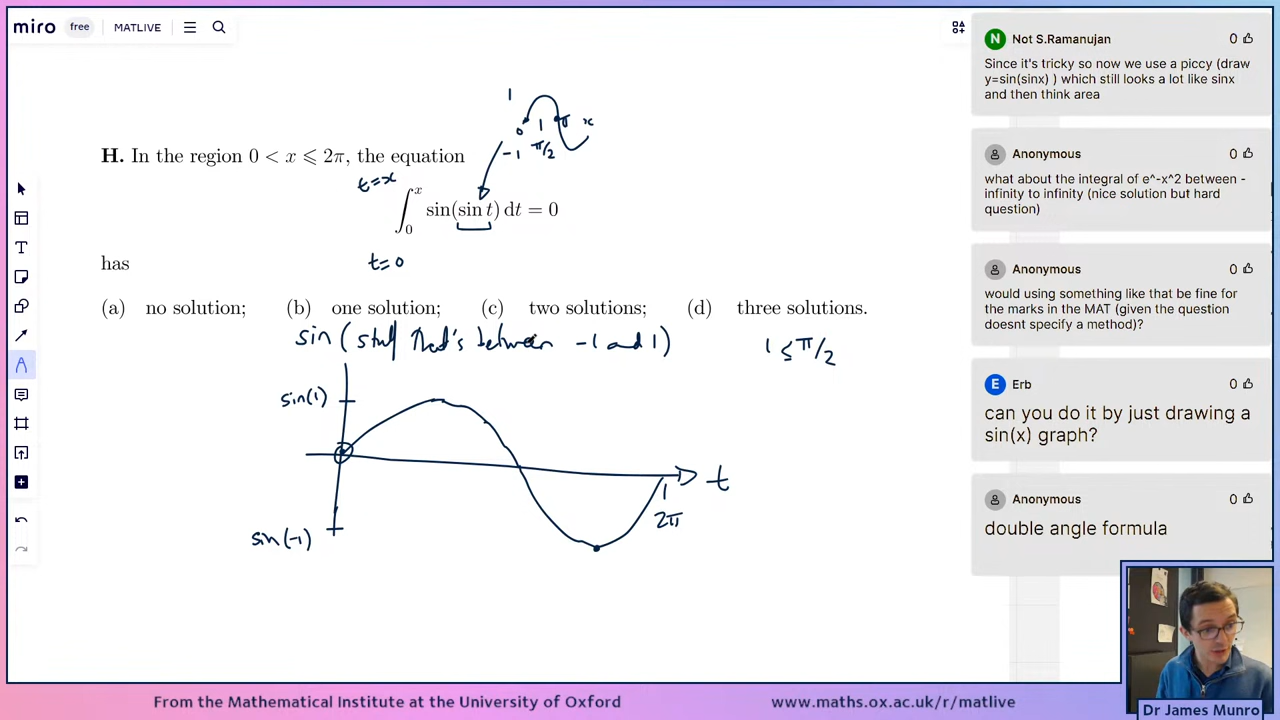 miro free MATLIVE
H. In the region 0 < x ⩽ 2π, the equation
1
0 1 π x
-1 π/2
t=x
∫₀ˣ sin(sin t) dt = 0
t=0
has
(a) no solution; (b) one solution; (c) two solutions; (d) three solutions.
sin( stuff that's between -1 and 1)
1 ≤ π/2
sin(1)
t
2π
sin(-1)
N Not S.Ramanujan 0
Since it's tricky so now we use a piccy (draw
y=sin(sinx) ) which still looks a lot like sinx
and then think area
Anonymous 0
what about the integral of e^-x^2 between -
infinity to infinity (nice solution but hard
question)
Anonymous 0
would using something like that be fine for
the marks in the MAT (given the question
doesnt specify a method)?
E Erb 0
can you do it by just drawing a
sin(x) graph?
Anonymous 0
double angle formula
From the Mathematical Institute at the University of Oxford
www.maths.ox.ac.uk/r/matlive
Dr James Munro